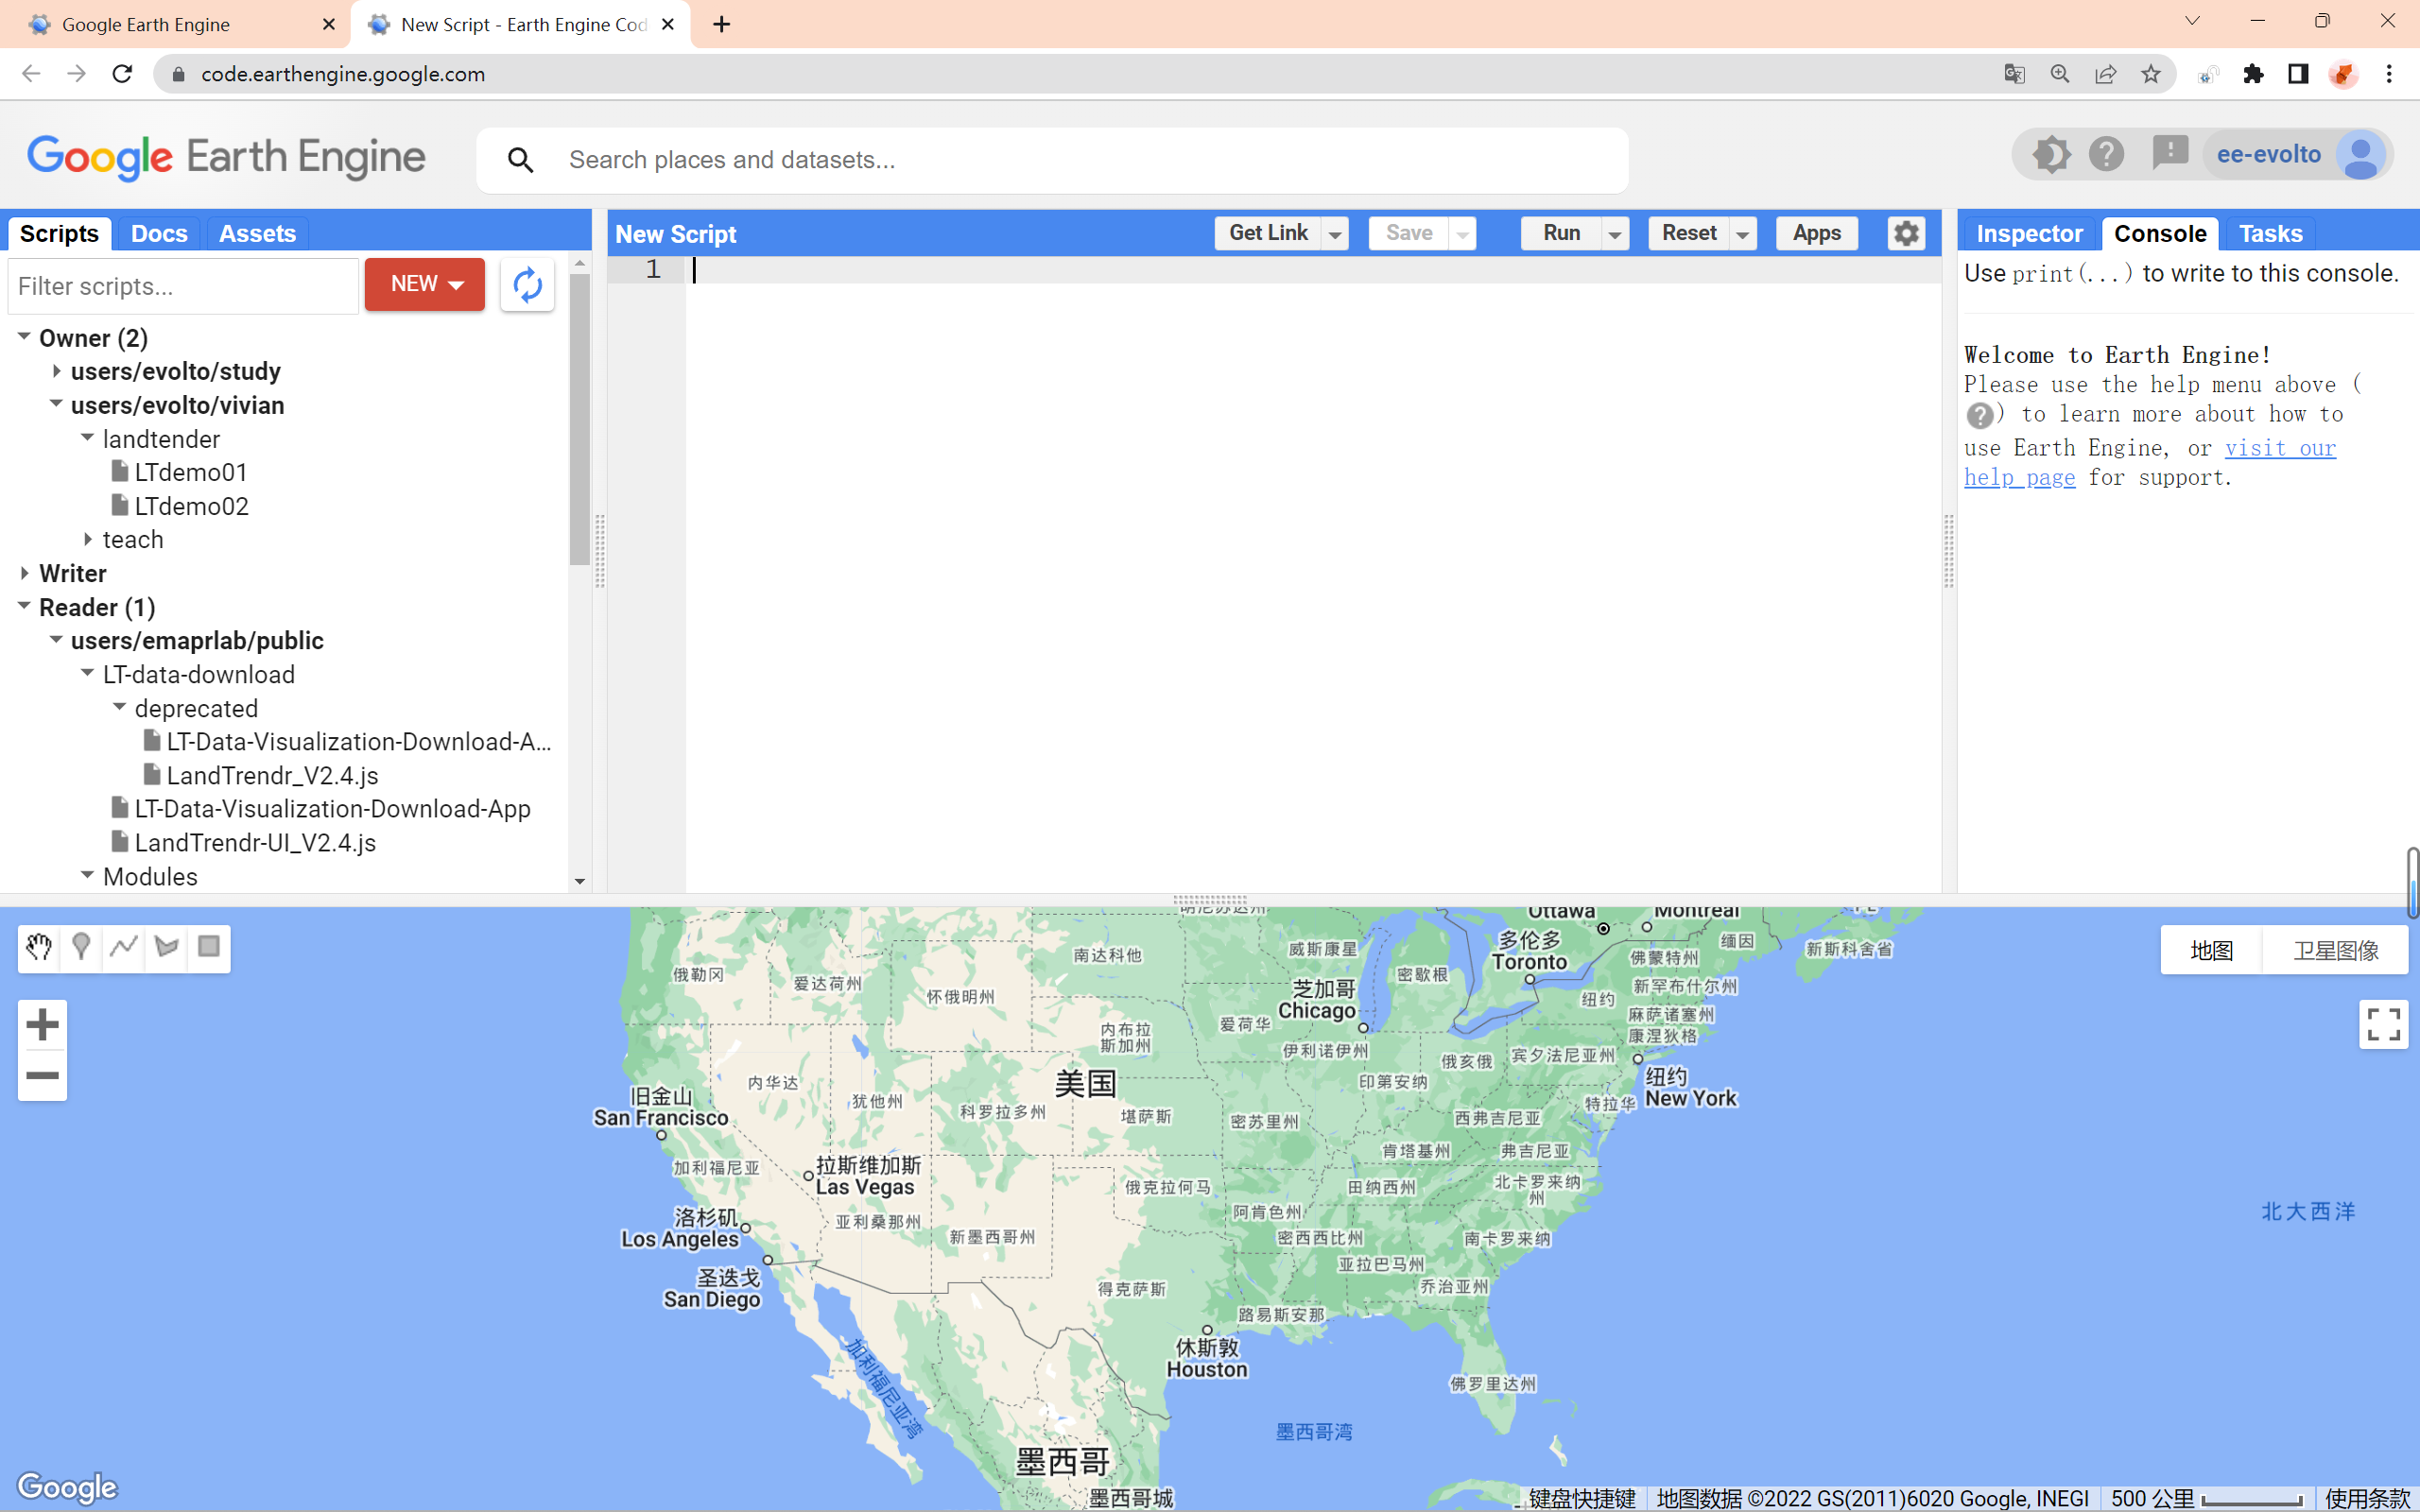 Google Earth Engine
New Script - Earth Engine Cod
code.earthengine.google.com
Google Earth Engine
Search places and datasets...
ee-evolto
Scripts
Docs
Assets
New Script
Get Link
Save
Run
Reset
Apps
Inspector
Console
Tasks
Filter scripts...
NEW
Owner (2)
users/evolto/study
users/evolto/vivian
landtender
LTdemo01
LTdemo02
teach
Writer
Reader (1)
users/emaprlab/public
LT-data-download
deprecated
LT-Data-Visualization-Download-A...
LandTrendr_V2.4.js
LT-Data-Visualization-Download-App
LandTrendr-UI_V2.4.js
Modules
1
Use print(...) to write to this console.
Welcome to Earth Engine!
Please use the help menu above (
?) to learn more about how to
use Earth Engine, or visit our
help page for support.
Ottawa
Montreal
多伦多
Toronto
缅因
新斯科舍省
地图
卫星图像
俄勒冈
爱达荷州
怀俄明州
南达科他
威斯康星
密歇根
佛蒙特州
新罕布什尔州
纽约
芝加哥
Chicago
麻萨诸塞州
康涅狄格
内布拉
斯加州
爱荷华
伊利诺伊州
俄亥俄
宾夕法尼亚州
印第安纳
纽约
New York
内华达
犹他州
科罗拉多州
美国
堪萨斯
密苏里州
西弗吉尼亚
特拉华
旧金山
San Francisco
肯塔基州
弗吉尼亚
加利福尼亚
拉斯维加斯
Las Vegas
俄克拉何马
田纳西州
北卡罗来纳
州
阿肯色州
北大西洋
洛杉矶
Los Angeles
亚利桑那州
新墨西哥州
密西西比州
南卡罗来纳
亚拉巴马州
圣迭戈
San Diego
得克萨斯
乔治亚州
路易斯安那
休斯敦
Houston
加利福尼亚湾
佛罗里达州
墨西哥湾
墨西哥
墨西哥城
Google
键盘快捷键
地图数据 ©2022 GS(2011)6020 Google, INEGI
500 公里
使用条款